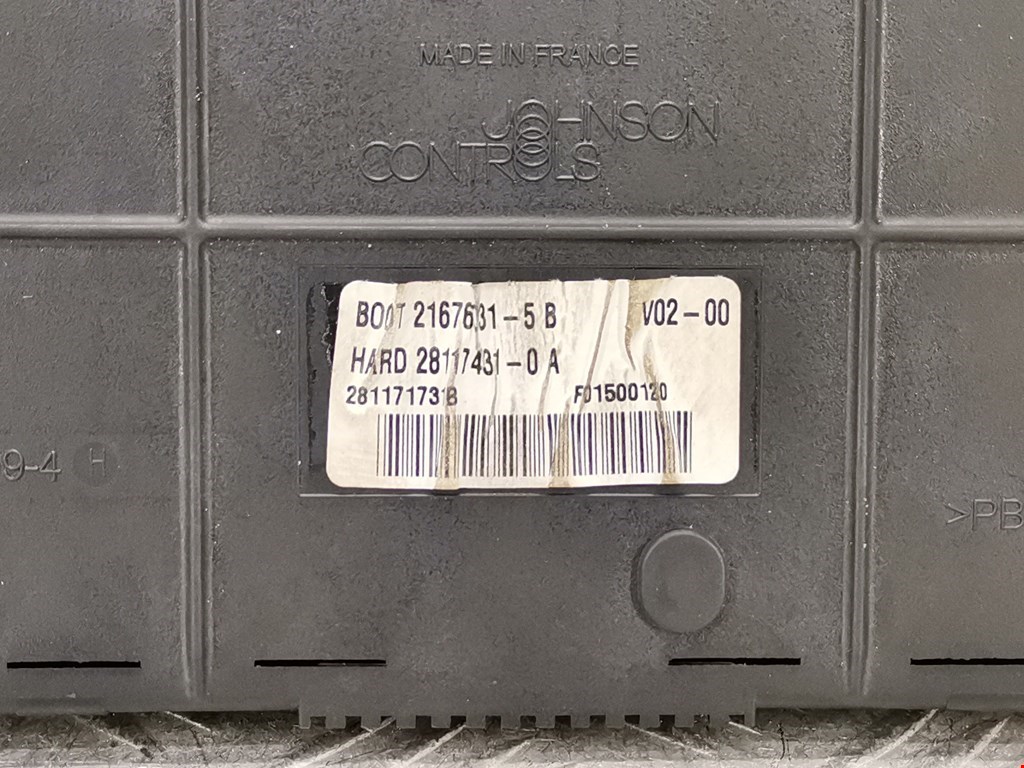 MADE IN FRANCE
JOHNSON
CONTROLS
BOOT 2167631-5 B V02-00
HARD 28117431-0 A
281171731B F01500120
9-4 H
>PB